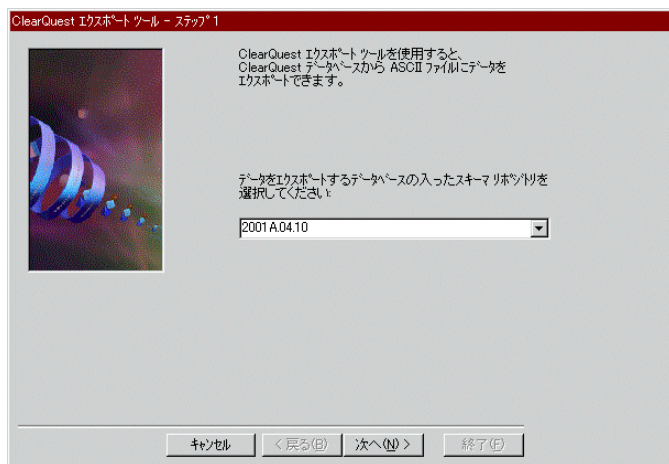 ClearQuest ｴｸｽﾎﾟｰﾄ ﾂｰﾙ - ｽﾃｯﾌﾟ 1
ClearQuest ｴｸｽﾎﾟｰﾄ ﾂｰﾙを使用すると、
ClearQuest ﾃﾞｰﾀﾍﾞｰｽから ASCII ﾌｧｲﾙにﾃﾞｰﾀを
ｴｸｽﾎﾟｰﾄできます。
ﾃﾞｰﾀをｴｸｽﾎﾟｰﾄするﾃﾞｰﾀﾍﾞｰｽの入ったｽｷｰﾏ ﾘﾎﾟｼﾞﾄﾘを
選択してください:
2001A.04.10
ｷｬﾝｾﾙ
< 戻る(B)
次へ(N) >
終了(F)